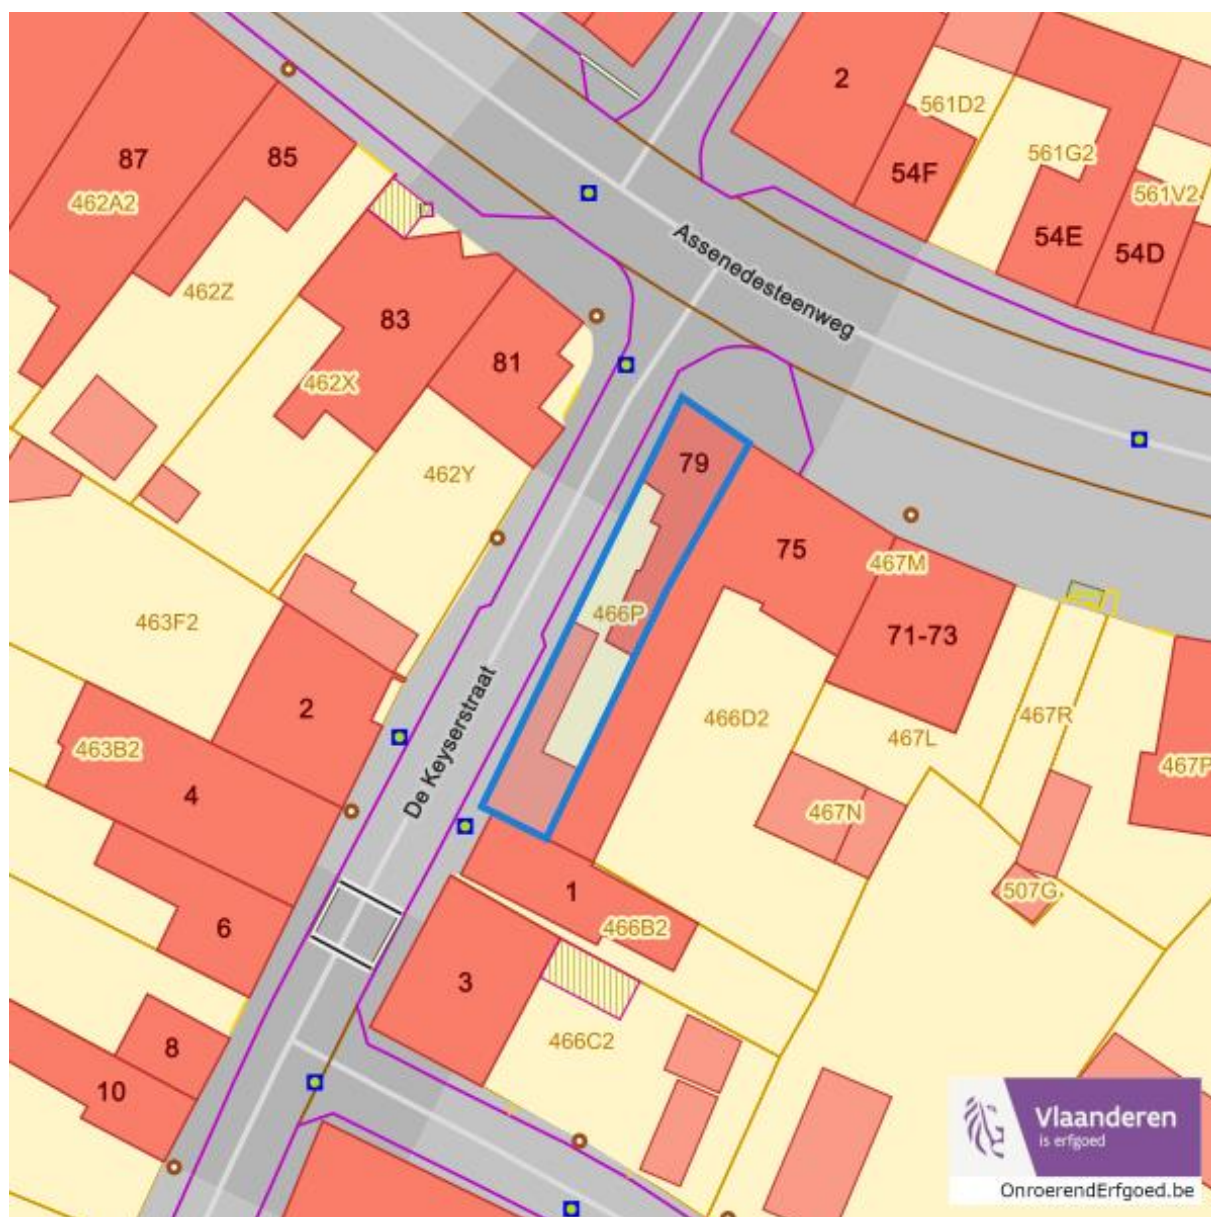 2
561D2
87
85
561G2
54F
462A2
561V2
Assenedesteenweg
54E
54D
462Z
83
81
462X
79
462Y
75
467M
466P
463F2
71-73
2
De Keyserstraat
466D2
467R
467L
463B2
467P
4
467N
1
507G
6
466B2
3
8
466C2
10
Vlaanderen
is erfgoed
OnroerendErfgoed.be